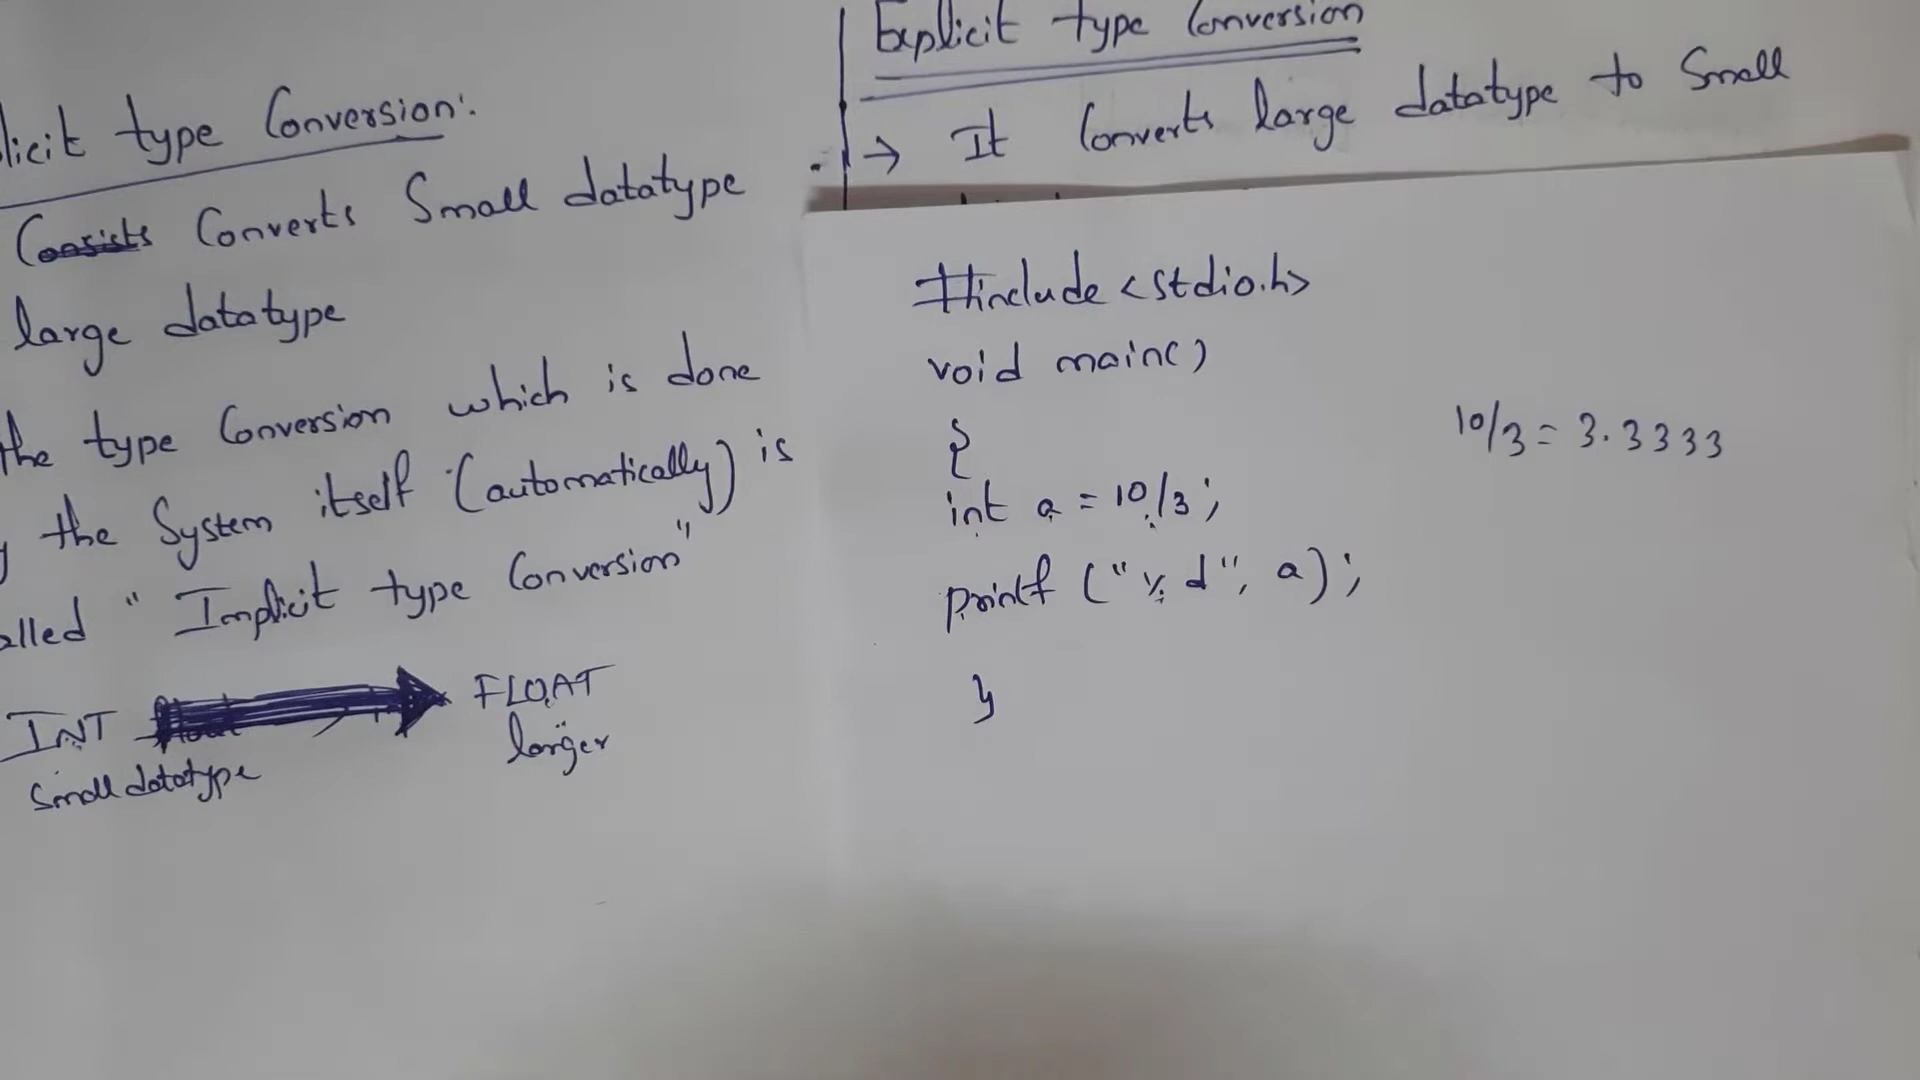 licit type Conversion:
Consists Converts Small datatype
large datatype
the type Conversion which is done
the System itself (automatically) is
alled " Implicit type Conversion"
INT FLOAT
Small datatype larger
Explicit type Conversion
→ It Converts large datatype to Small
#include <stdio.h>
void main()
{
int a = 10/3;
printf ("% d", a);
}
10/3 = 3.3333